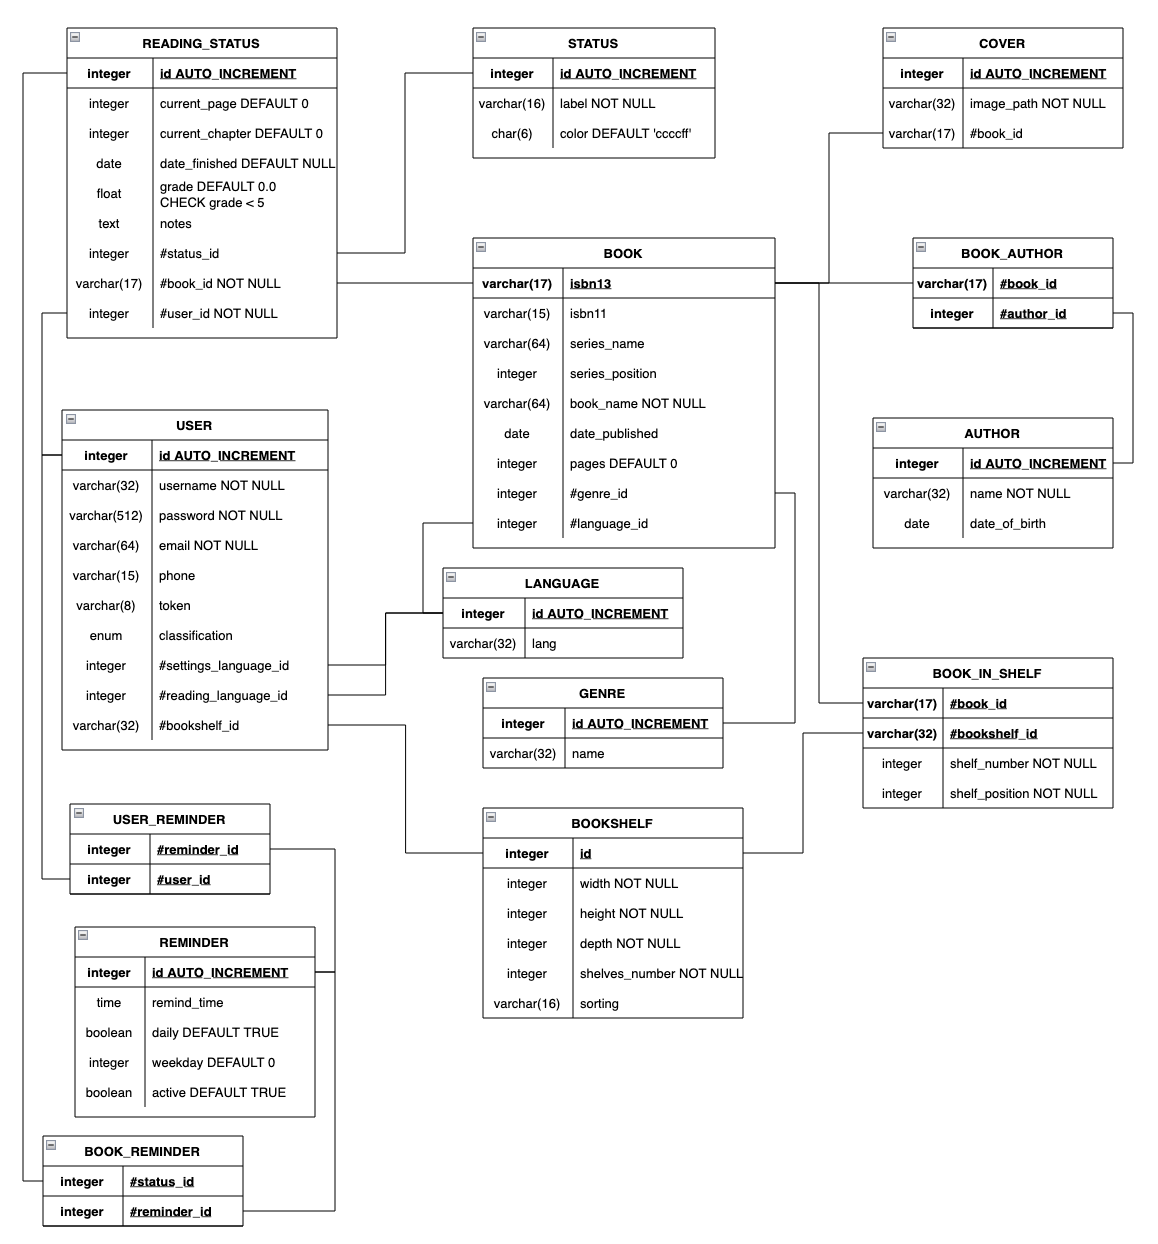 READING_STATUS
integer id AUTO_INCREMENT
integer current_page DEFAULT 0
integer current_chapter DEFAULT 0
date date_finished DEFAULT NULL
float grade DEFAULT 0.0
CHECK grade < 5
text notes
integer #status_id
varchar(17) #book_id NOT NULL
integer #user_id NOT NULL
STATUS
integer id AUTO_INCREMENT
varchar(16) label NOT NULL
char(6) color DEFAULT 'ccccff'
COVER
integer id AUTO_INCREMENT
varchar(32) image_path NOT NULL
varchar(17) #book_id
BOOK
varchar(17) isbn13
varchar(15) isbn11
varchar(64) series_name
integer series_position
varchar(64) book_name NOT NULL
date date_published
integer pages DEFAULT 0
integer #genre_id
integer #language_id
BOOK_AUTHOR
varchar(17) #book_id
integer #author_id
AUTHOR
integer id AUTO_INCREMENT
varchar(32) name NOT NULL
date date_of_birth
USER
integer id AUTO_INCREMENT
varchar(32) username NOT NULL
varchar(512) password NOT NULL
varchar(64) email NOT NULL
varchar(15) phone
varchar(8) token
enum classification
integer #settings_language_id
integer #reading_language_id
varchar(32) #bookshelf_id
LANGUAGE
integer id AUTO_INCREMENT
varchar(32) lang
GENRE
integer id AUTO_INCREMENT
varchar(32) name
BOOK_IN_SHELF
varchar(17) #book_id
varchar(32) #bookshelf_id
integer shelf_number NOT NULL
integer shelf_position NOT NULL
BOOKSHELF
integer id
integer width NOT NULL
integer height NOT NULL
integer depth NOT NULL
integer shelves_number NOT NULL
varchar(16) sorting
USER_REMINDER
integer #reminder_id
integer #user_id
REMINDER
integer id AUTO_INCREMENT
time remind_time
boolean daily DEFAULT TRUE
integer weekday DEFAULT 0
boolean active DEFAULT TRUE
BOOK_REMINDER
integer #status_id
integer #reminder_id